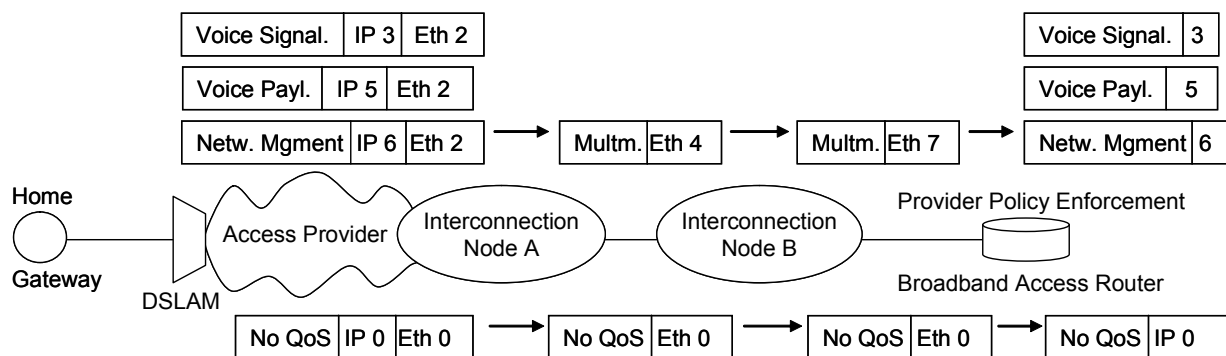 Voice Signal. IP 3 Eth 2
Voice Signal. 3
Voice Payl. IP 5 Eth 2
Voice Payl. 5
Netw. Mgment IP 6 Eth 2
Multm. Eth 4
Multm. Eth 7
Netw. Mgment 6
Home
Gateway
DSLAM
Access Provider
Interconnection
Node A
Interconnection
Node B
Provider Policy Enforcement
Broadband Access Router
No QoS IP 0 Eth 0
No QoS Eth 0
No QoS Eth 0
No QoS IP 0